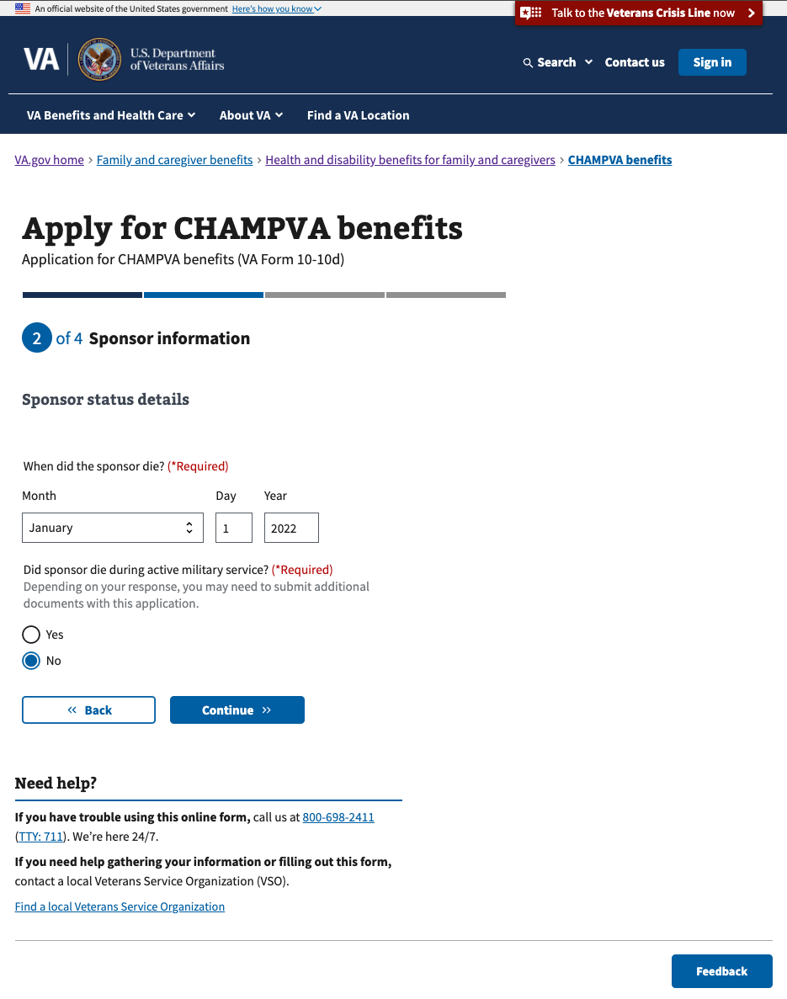 An official website of the United States government Here's how you know
Talk to the Veterans Crisis Line now
VA
U.S. Department
of Veterans Affairs
Search
Contact us
Sign in
VA Benefits and Health Care
About VA
Find a VA Location
VA.gov home › Family and caregiver benefits › Health and disability benefits for family and caregivers › CHAMPVA benefits
Apply for CHAMPVA benefits
Application for CHAMPVA benefits (VA Form 10-10d)
2 of 4 Sponsor information
Sponsor status details
When did the sponsor die? (*Required)
Month Day Year
January 1 2022
Did sponsor die during active military service? (*Required)
Depending on your response, you may need to submit additional
documents with this application.
Yes
No
« Back
Continue »
Need help?
If you have trouble using this online form, call us at 800-698-2411
(TTY: 711). We’re here 24/7.
If you need help gathering your information or filling out this form,
contact a local Veterans Service Organization (VSO).
Find a local Veterans Service Organization
Feedback